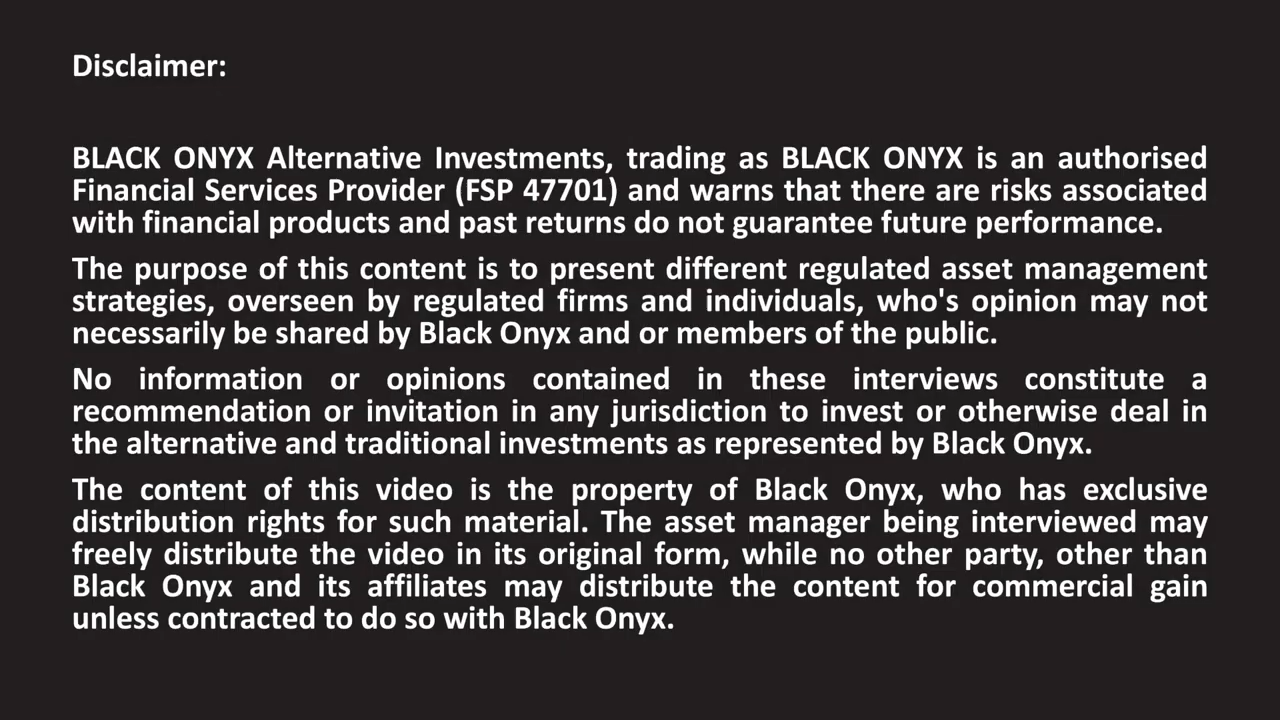 Disclaimer:
BLACK ONYX Alternative Investments, trading as BLACK ONYX is an authorised
Financial Services Provider (FSP 47701) and warns that there are risks associated
with financial products and past returns do not guarantee future performance.
The purpose of this content is to present different regulated asset management
strategies, overseen by regulated firms and individuals, who's opinion may not
necessarily be shared by Black Onyx and or members of the public.
No information or opinions contained in these interviews constitute a
recommendation or invitation in any jurisdiction to invest or otherwise deal in
the alternative and traditional investments as represented by Black Onyx.
The content of this video is the property of Black Onyx, who has exclusive
distribution rights for such material. The asset manager being interviewed may
freely distribute the video in its original form, while no other party, other than
Black Onyx and its affiliates may distribute the content for commercial gain
unless contracted to do so with Black Onyx.